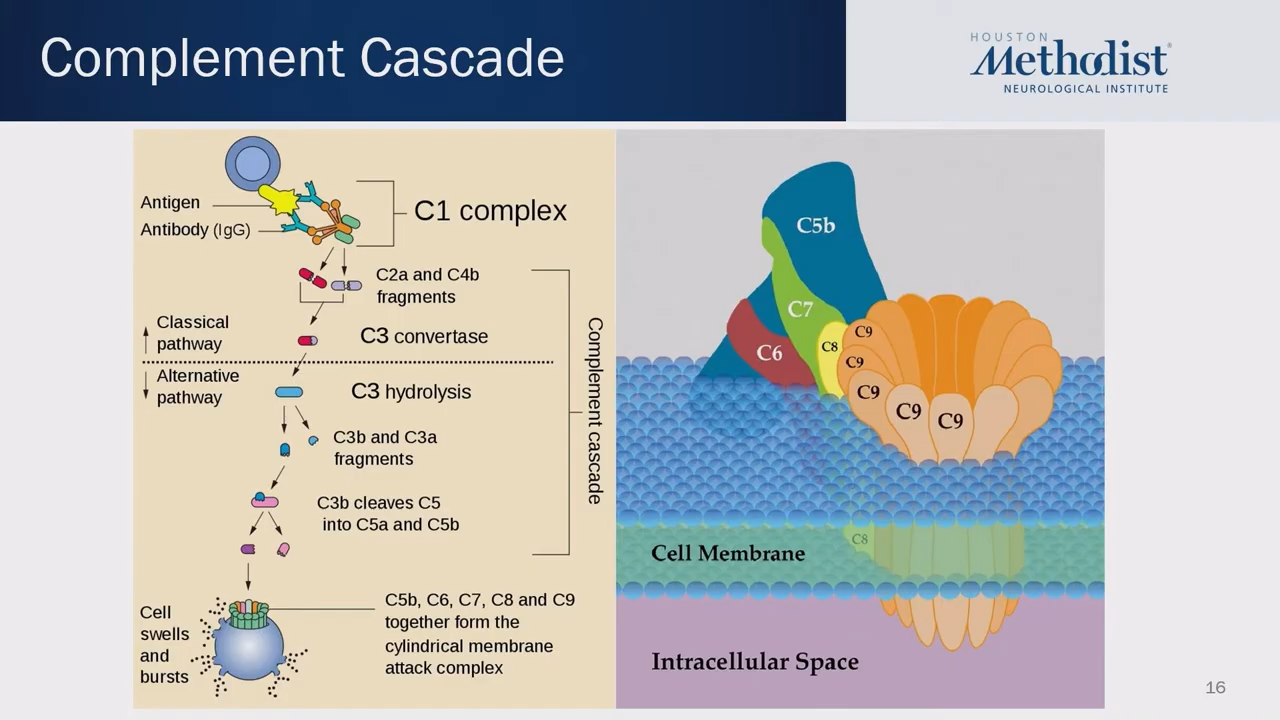 Complement Cascade
HOUSTON
Methodist
NEUROLOGICAL INSTITUTE
Antigen
Antibody (IgG)
C1 complex
C2a and C4b
fragments
Classical
pathway
C3 convertase
Alternative
pathway
C3 hydrolysis
C3b and C3a
fragments
C3b cleaves C5
into C5a and C5b
Complement cascade
Cell
swells
and
bursts
C5b, C6, C7, C8 and C9
together form the
cylindrical membrane
attack complex
C5b
C7
C6
C8
C9
C9
C9
C9
C9
C8
Cell Membrane
Intracellular Space
16